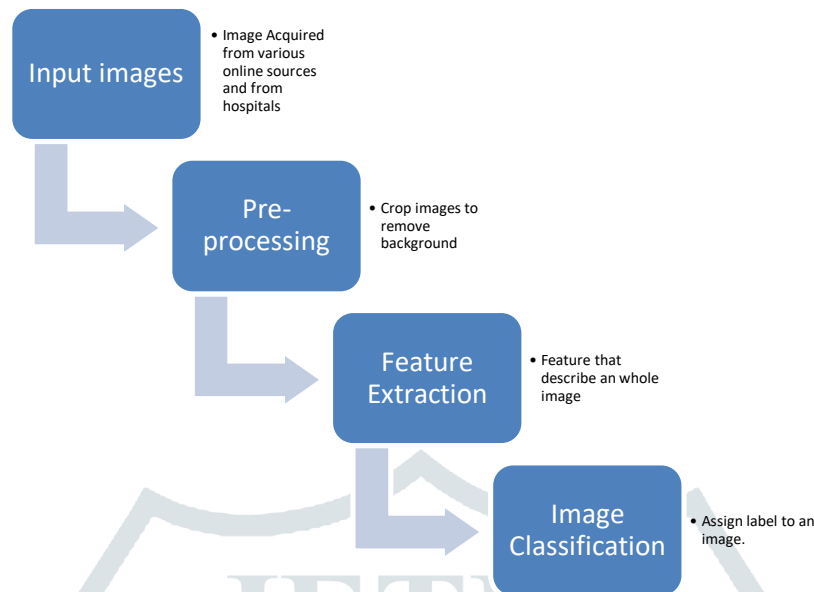 Input images
• Image Acquired
from various
online sources
and from
hospitals
Pre-
processing
• Crop images to
remove
background
Feature
Extraction
• Feature that
describe an whole
image
Image
Classification
• Assign label to an
image.